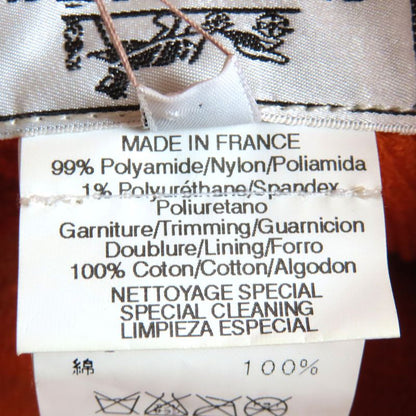 MADE IN FRANCE
99% Polyamide/Nylon/Poliamida
1% Polyuréthane/Spandex
Poliuretano
Garniture/Trimming/Guarnicion
Doublure/Lining/Forro
100% Coton/Cotton/Algodon
NETTOYAGE SPECIAL
SPECIAL CLEANING
LIMPIEZA ESPECIAL
綿 100%